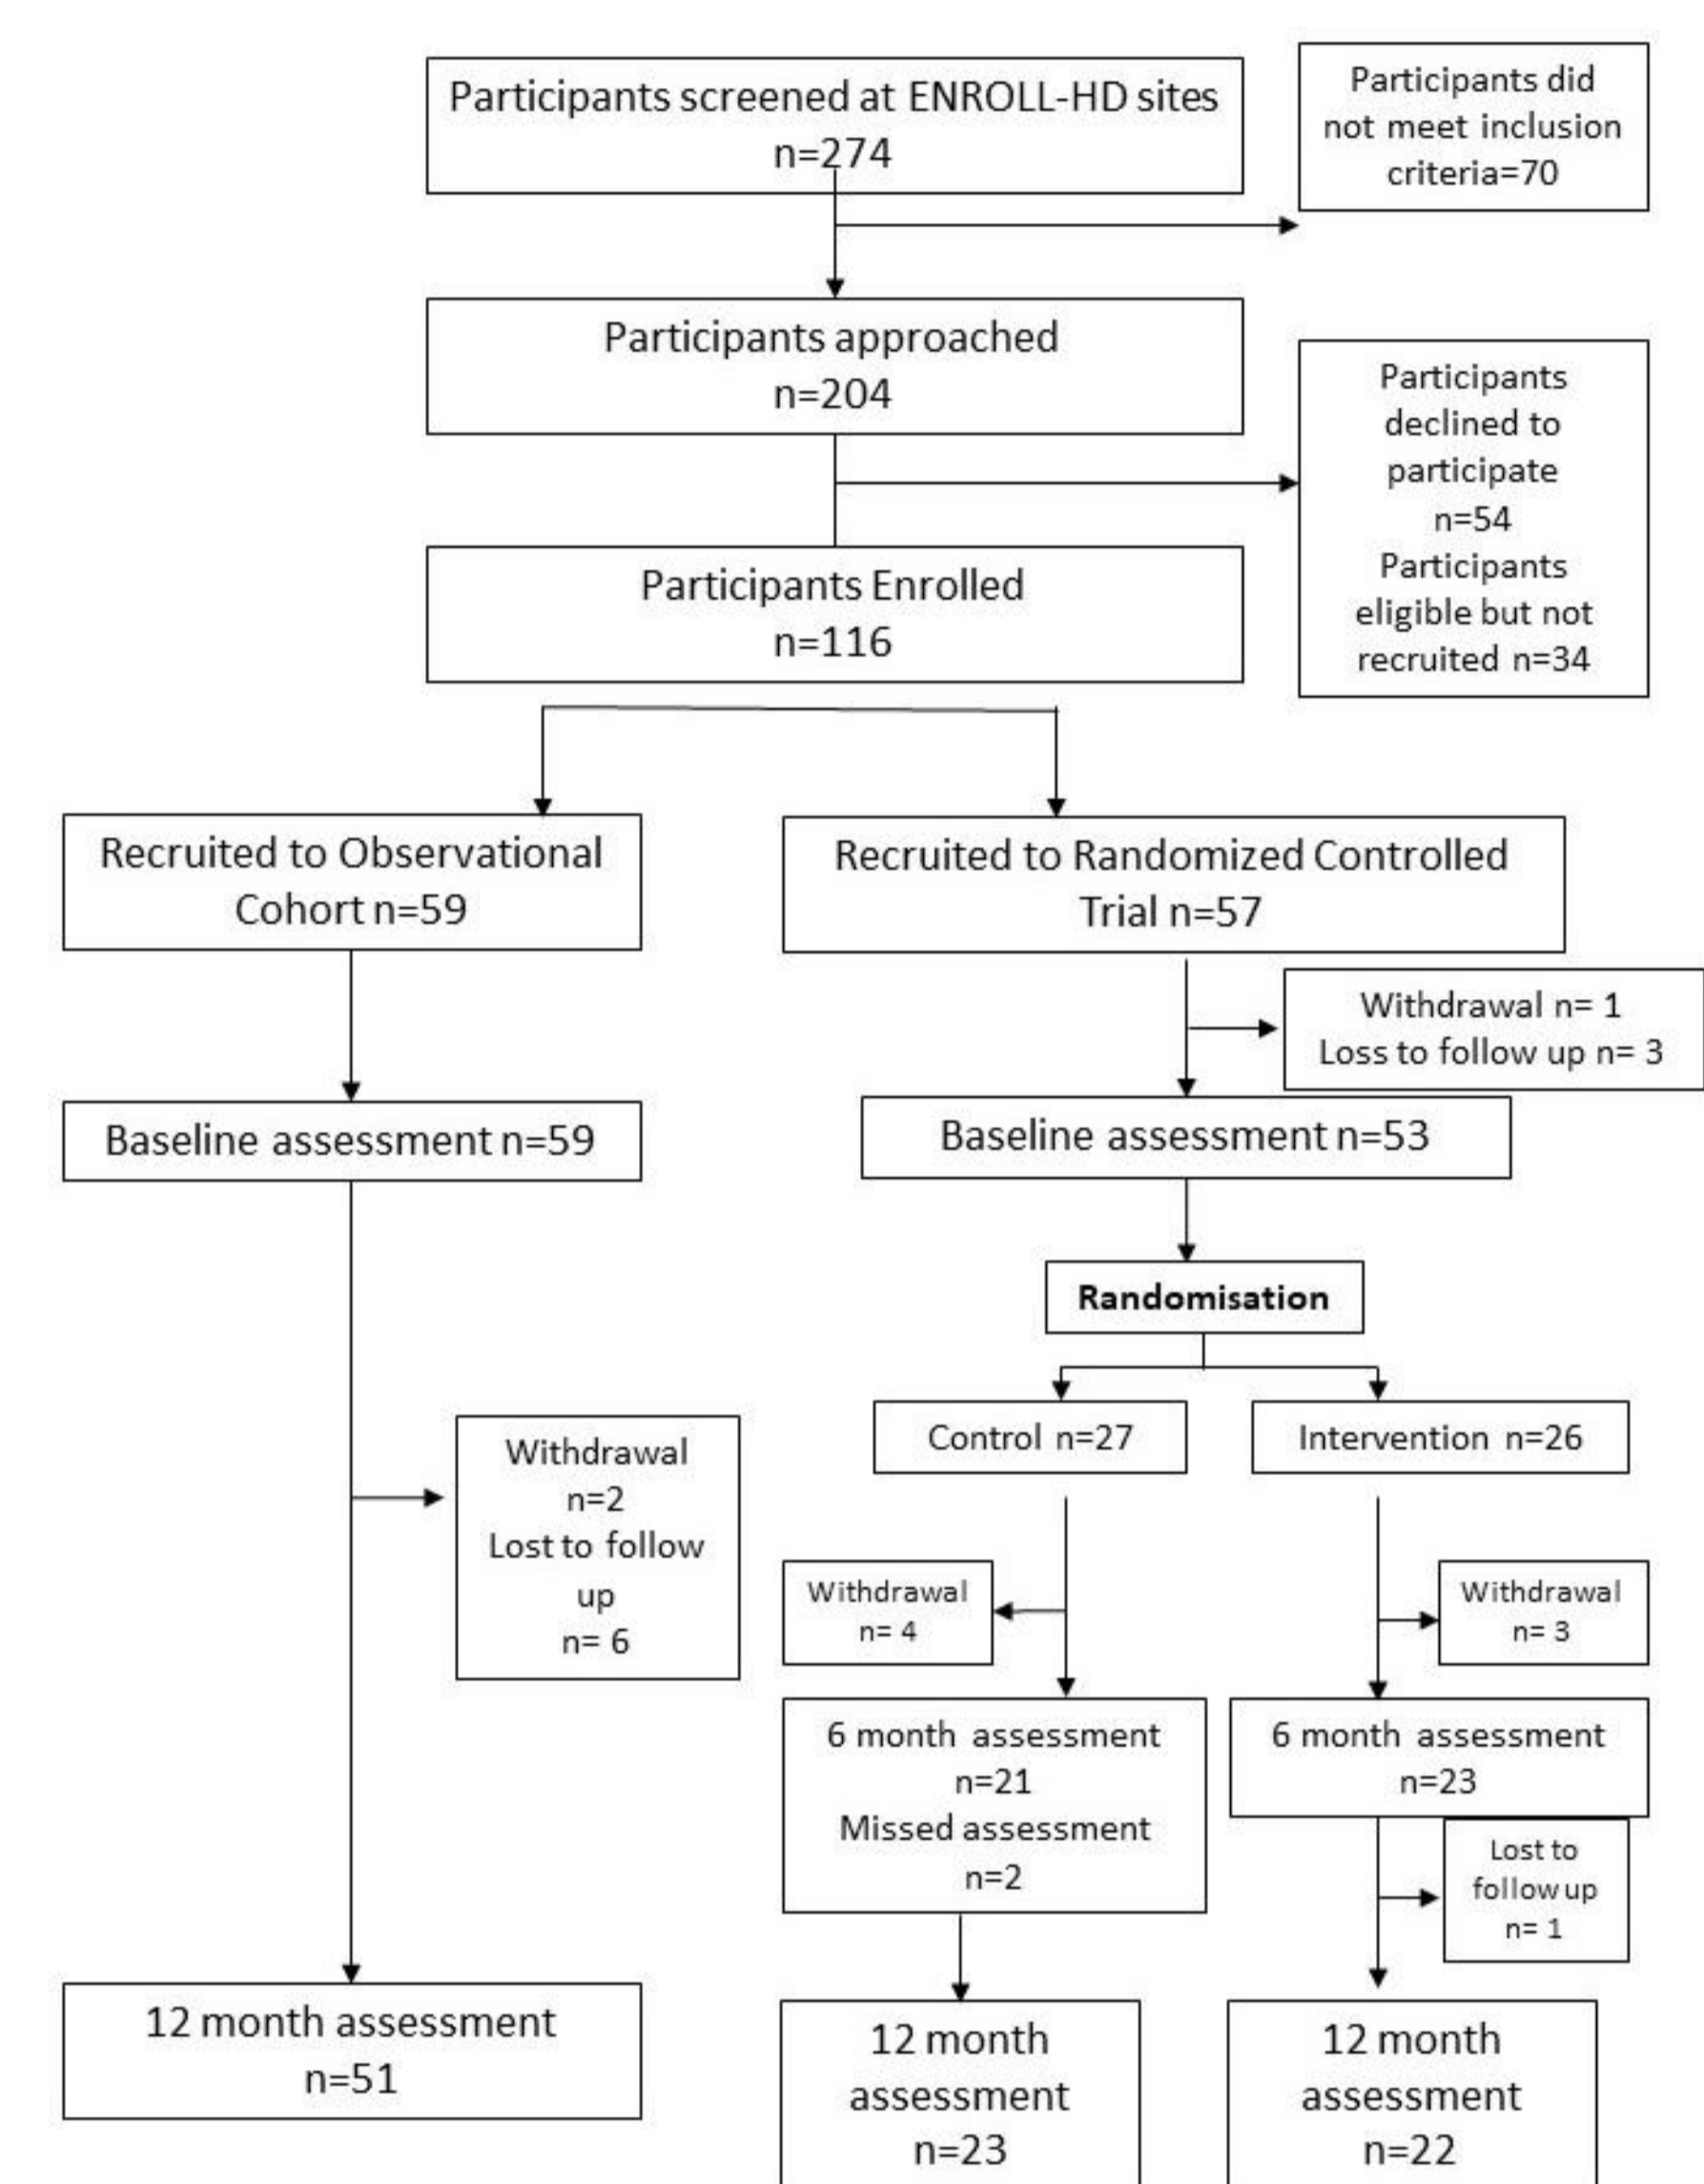 Participants screened at ENROLL-HD sites
n=274
Participants did
not meet inclusion
criteria=70
Participants approached
n=204
Participants
declined to
participate
n=54
Participants
eligible but not
recruited n=34
Participants Enrolled
n=116
Recruited to Observational
Cohort n=59
Recruited to Randomized Controlled
Trial n=57
Withdrawal n= 1
Loss to follow up n= 3
Baseline assessment n=59
Baseline assessment n=53
Randomisation
Control n=27
Intervention n=26
Withdrawal
n=2
Lost to follow
up
n= 6
Withdrawal
n= 4
Withdrawal
n= 3
6 month assessment
n=21
Missed assessment
n=2
6 month assessment
n=23
Lost to
follow up
n= 1
12 month assessment
n=51
12 month
assessment
n=23
12 month
assessment
n=22